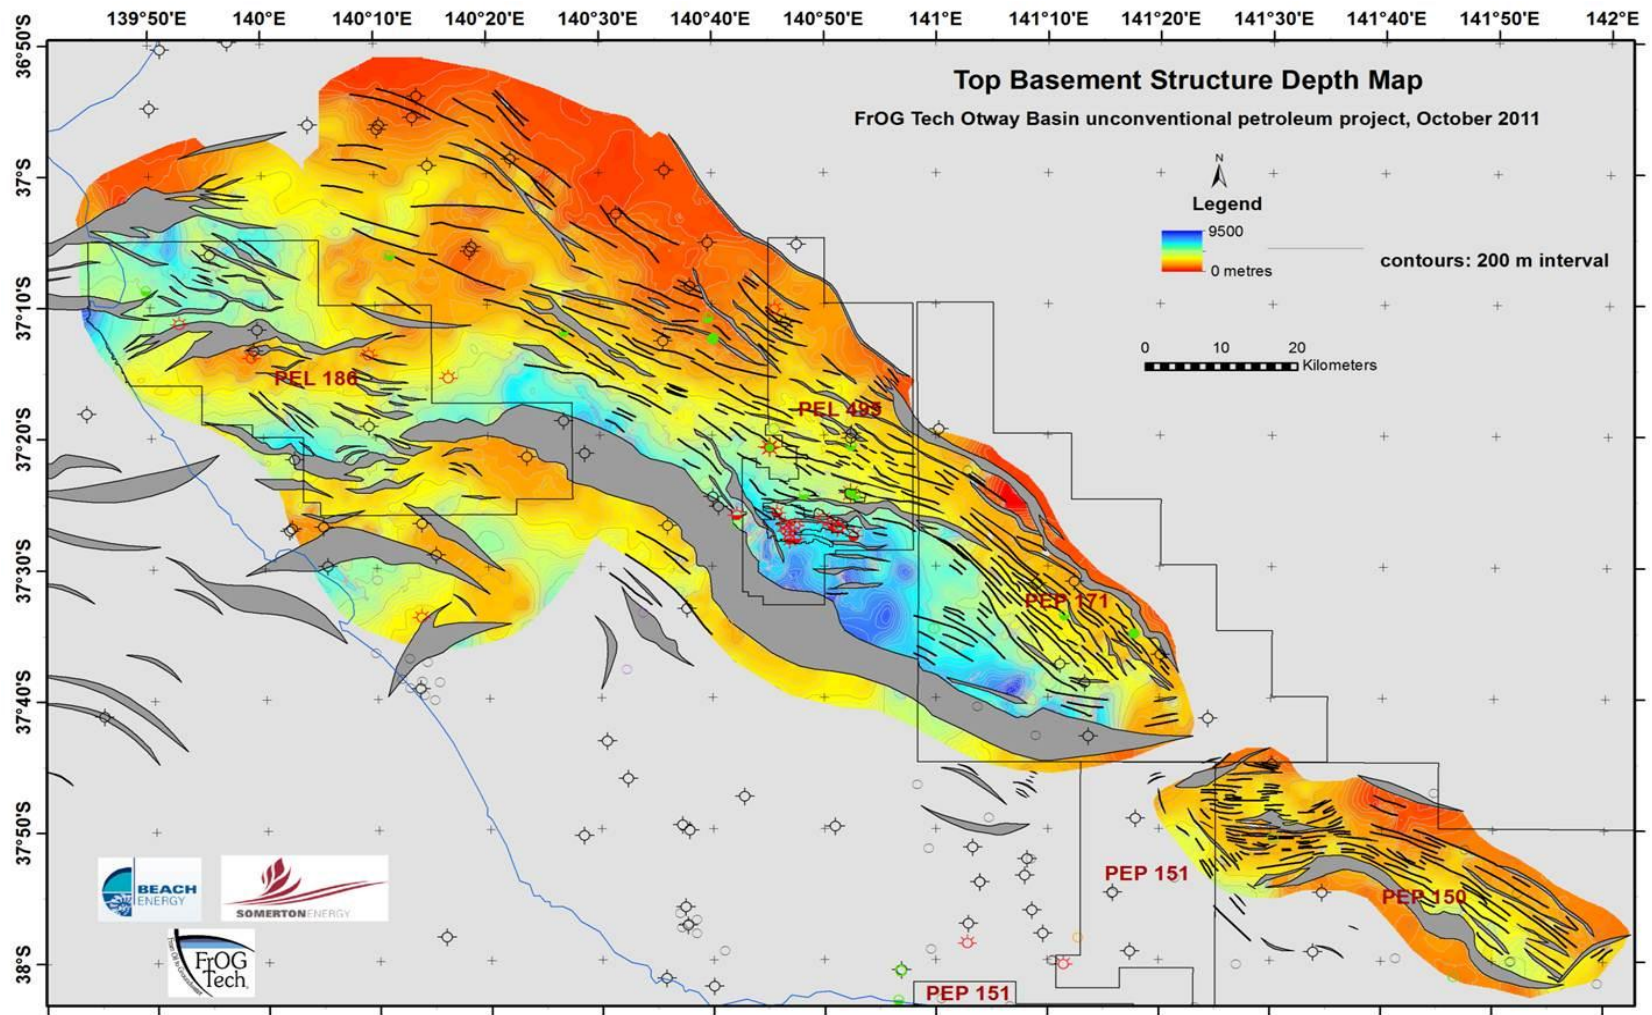 139°50'E 140°0'E 140°10'E 140°20'E 140°30'E 140°40'E 140°50'E 141°E 141°10'E 141°20'E 141°30'E 141°40'E 141°50'E 142°E
36°50'S
37°S
37°10'S
37°20'S
37°30'S
37°40'S
37°50'S
38°S
Top Basement Structure Depth Map
FrOG Tech Otway Basin unconventional petroleum project, October 2011
N
Legend
9500
0 metres
contours: 200 m interval
0 10 20
Kilometers
PEL 186
PEL 495
PEP 171
PEP 151
PEP 150
PEP 151
BEACH
ENERGY
SOMERTON ENERGY
FrOG
Tech